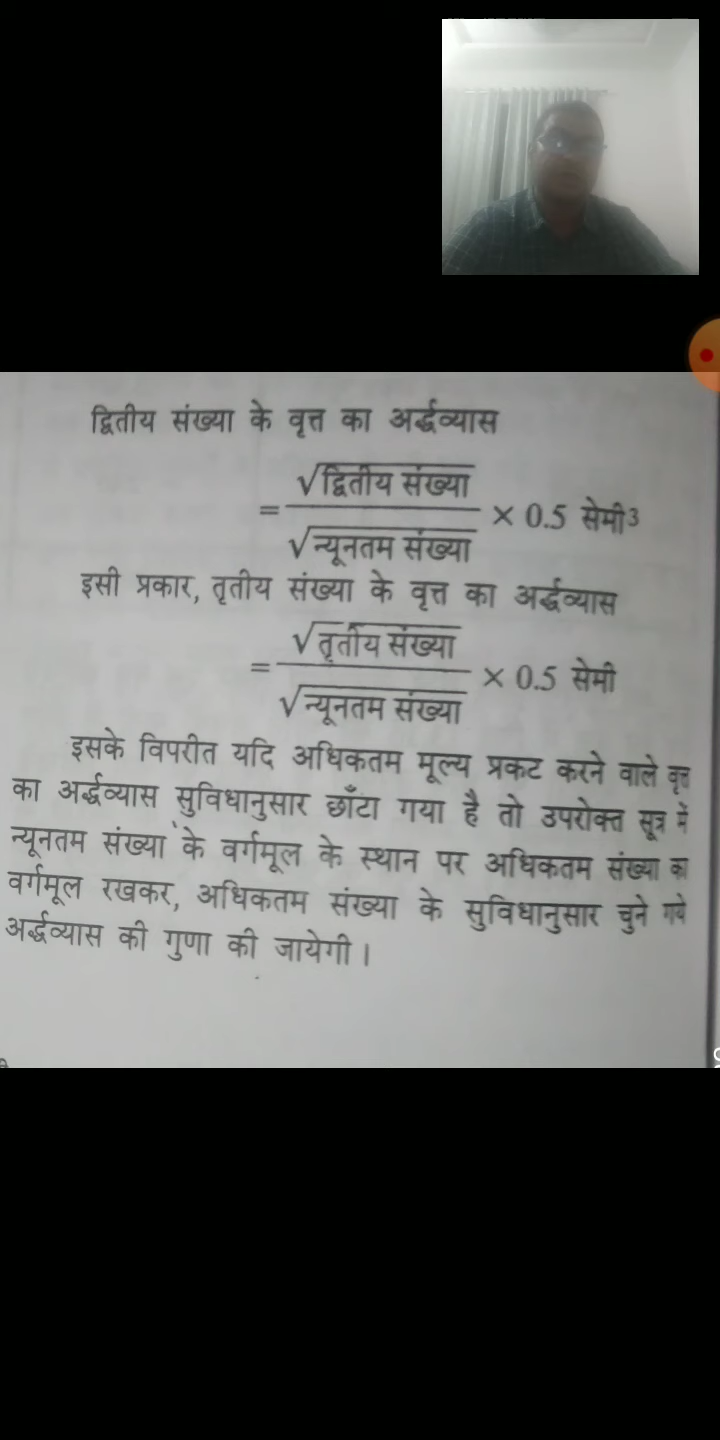 द्वितीय संख्या के वृत्त का अर्द्धव्यास
= √द्वितीय संख्या / √न्यूनतम संख्या × 0.5 सेमी³
इसी प्रकार, तृतीय संख्या के वृत्त का अर्द्धव्यास
= √तृतीय संख्या / √न्यूनतम संख्या × 0.5 सेमी
इसके विपरीत यदि अधिकतम मूल्य प्रकट करने वाले वृत्त
का अर्द्धव्यास सुविधानुसार छाँटा गया है तो उपरोक्त सूत्र में
न्यूनतम संख्या के वर्गमूल के स्थान पर अधिकतम संख्या का
वर्गमूल रखकर, अधिकतम संख्या के सुविधानुसार चुने गये
अर्द्धव्यास की गुणा की जायेगी।